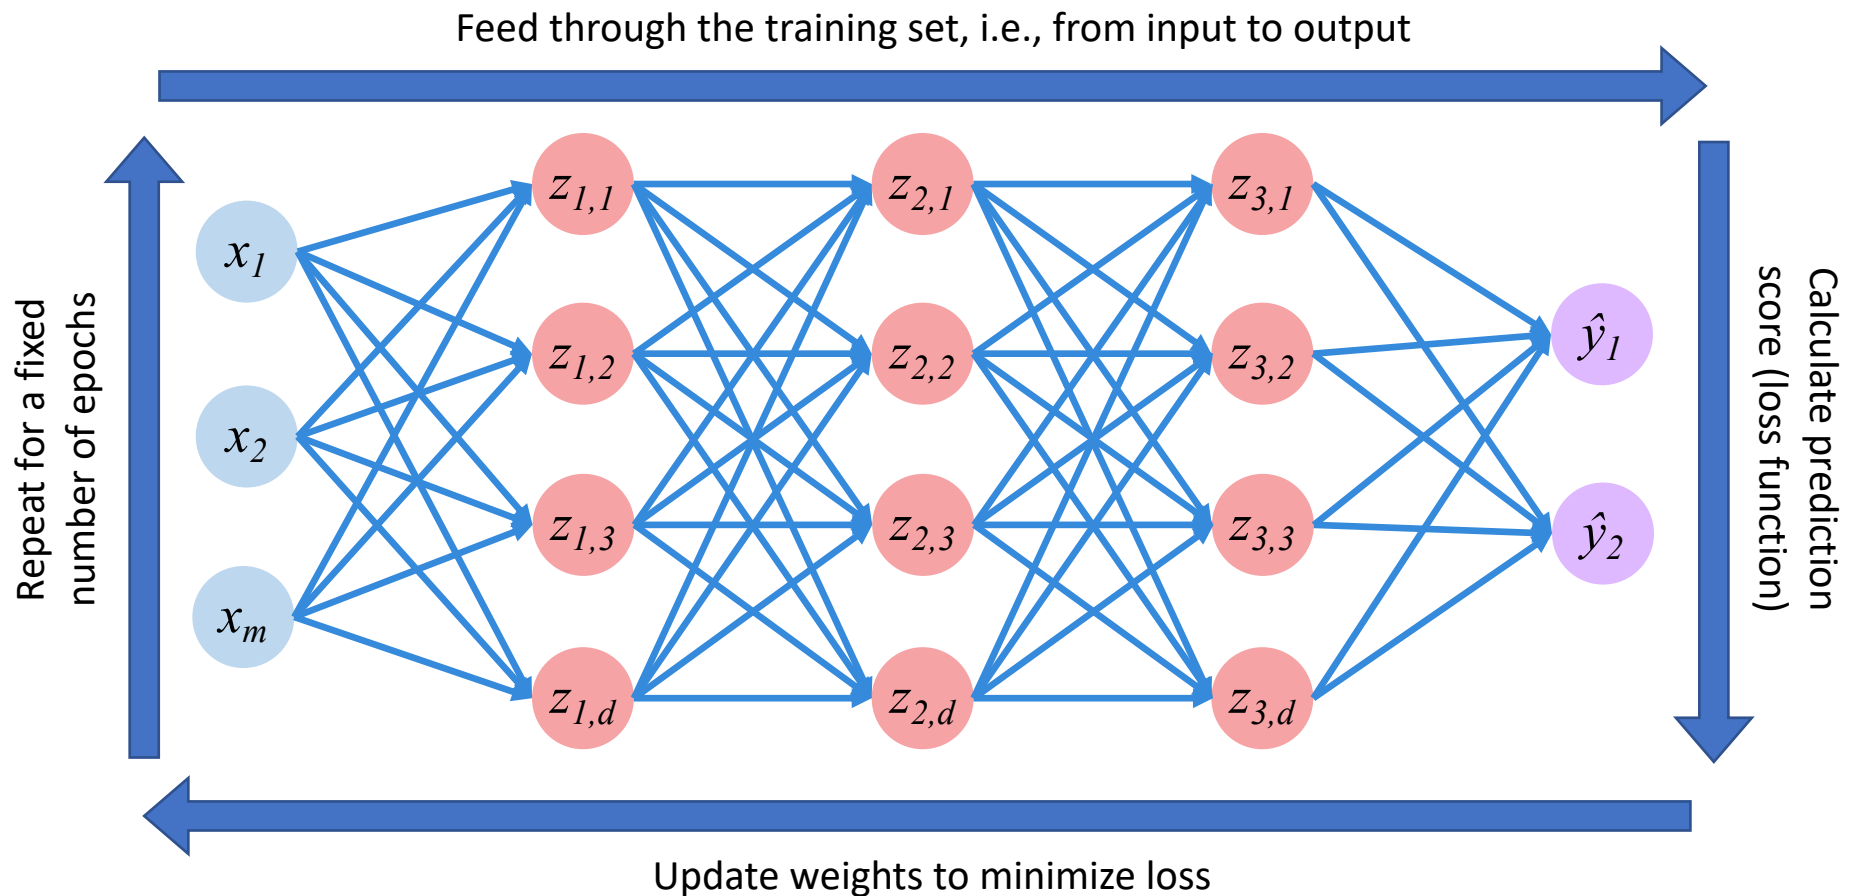 Feed through the training set, i.e., from input to output
Repeat for a fixed
number of epochs
x₁
x₂
xₘ
z₁,₁
z₁,₂
z₁,₃
z₁,d
z₂,₁
z₂,₂
z₂,₃
z₂,d
z₃,₁
z₃,₂
z₃,₃
z₃,d
ŷ₁
ŷ₂
Calculate prediction
score (loss function)
Update weights to minimize loss